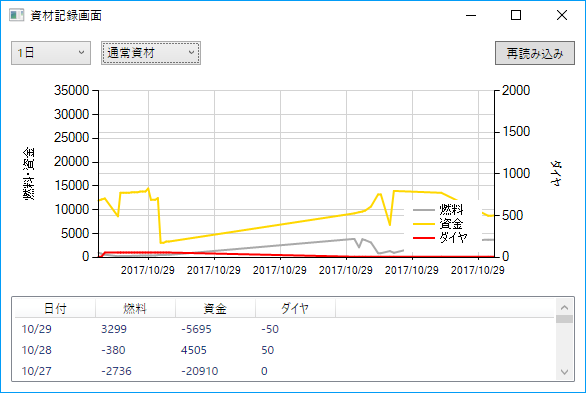 資材記録画面
1日 通常資材 再読み込み
35000 2000
30000
25000 1500
20000
15000 1000
10000 500
5000
0 0
燃料・資金
ダイヤ
燃料
資金
ダイヤ
2017/10/29 2017/10/29 2017/10/29 2017/10/29 2017/10/29 2017/10/29
日付 燃料 資金 ダイヤ
10/29 3299 -5695 -50
10/28 -380 4505 50
10/27 -2736 -20910 0